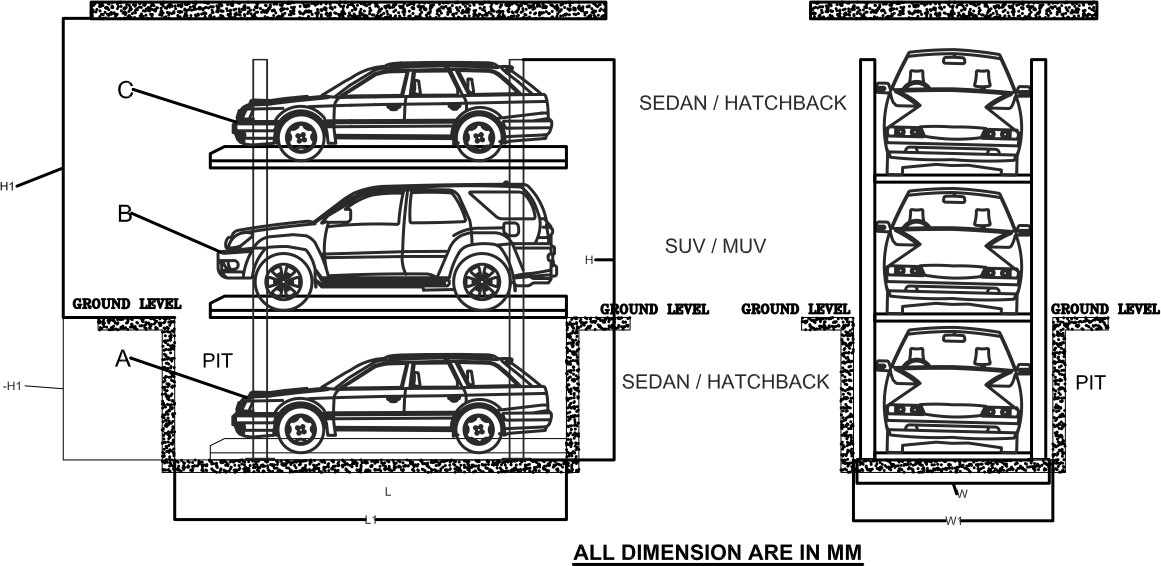 C
SEDAN / HATCHBACK
H1
B
SUV / MUV
H
GROUND LEVEL
GROUND LEVEL
GROUND LEVEL
GROUND LEVEL
A
PIT
SEDAN / HATCHBACK
PIT
-H1
L
W
L1
W1
ALL DIMENSION ARE IN MM